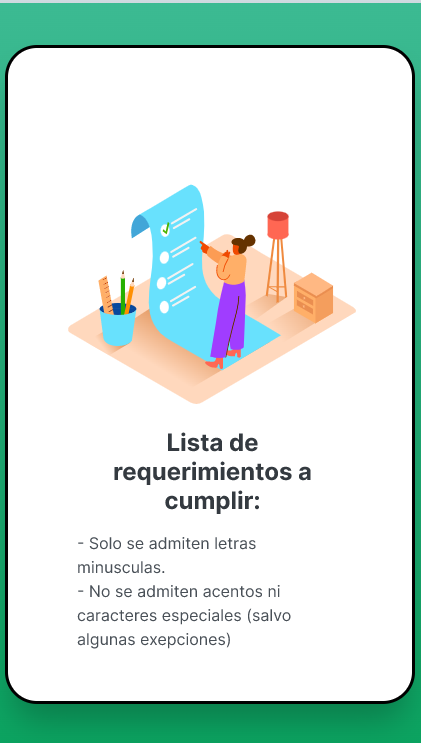 Lista de
requerimientos a
cumplir:
- Solo se admiten letras
minusculas.
- No se admiten acentos ni
caracteres especiales (salvo
algunas exepciones)